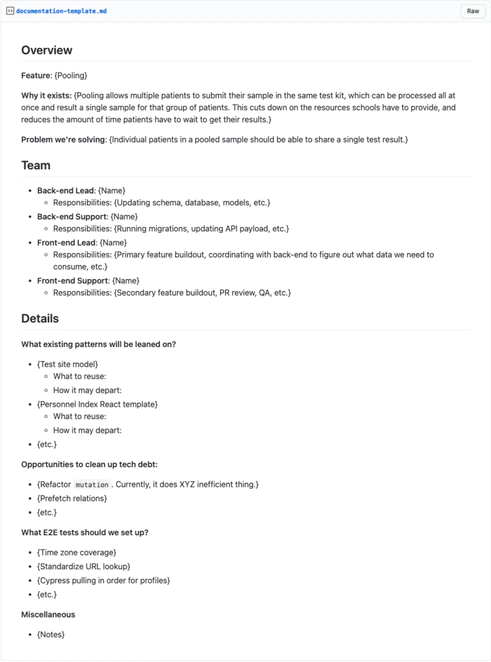 documentation-template.md
Raw
Overview
Feature: {Pooling}
Why it exists: {Pooling allows multiple patients to submit their sample in the same test kit, which can be processed all at
once and result a single sample for that group of patients. This cuts down on the resources schools have to provide, and
reduces the amount of time patients have to wait to get their results.}
Problem we're solving: {Individual patients in a pooled sample should be able to share a single test result.}
Team
• Back-end Lead: {Name}
◦ Responsibilities: {Updating schema, database, models, etc.}
• Back-end Support: {Name}
◦ Responsibilities: {Running migrations, updating API payload, etc.}
• Front-end Lead: {Name}
◦ Responsibilities: {Primary feature buildout, coordinating with back-end to figure out what data we need to
consume, etc.}
• Front-end Support: {Name}
◦ Responsibilities: {Secondary feature buildout, PR review, QA, etc.}
Details
What existing patterns will be leaned on?
• {Test site model}
◦ What to reuse:
◦ How it may depart:
• {Personnel Index React template}
◦ What to reuse:
◦ How it may depart:
• {etc.}
Opportunities to clean up tech debt:
• {Refactor mutation . Currently, it does XYZ inefficient thing.}
• {Prefetch relations}
• {etc.}
What E2E tests should we set up?
• {Time zone coverage}
• {Standardize URL lookup}
• {Cypress pulling in order for profiles}
• {etc.}
Miscellaneous
• {Notes}